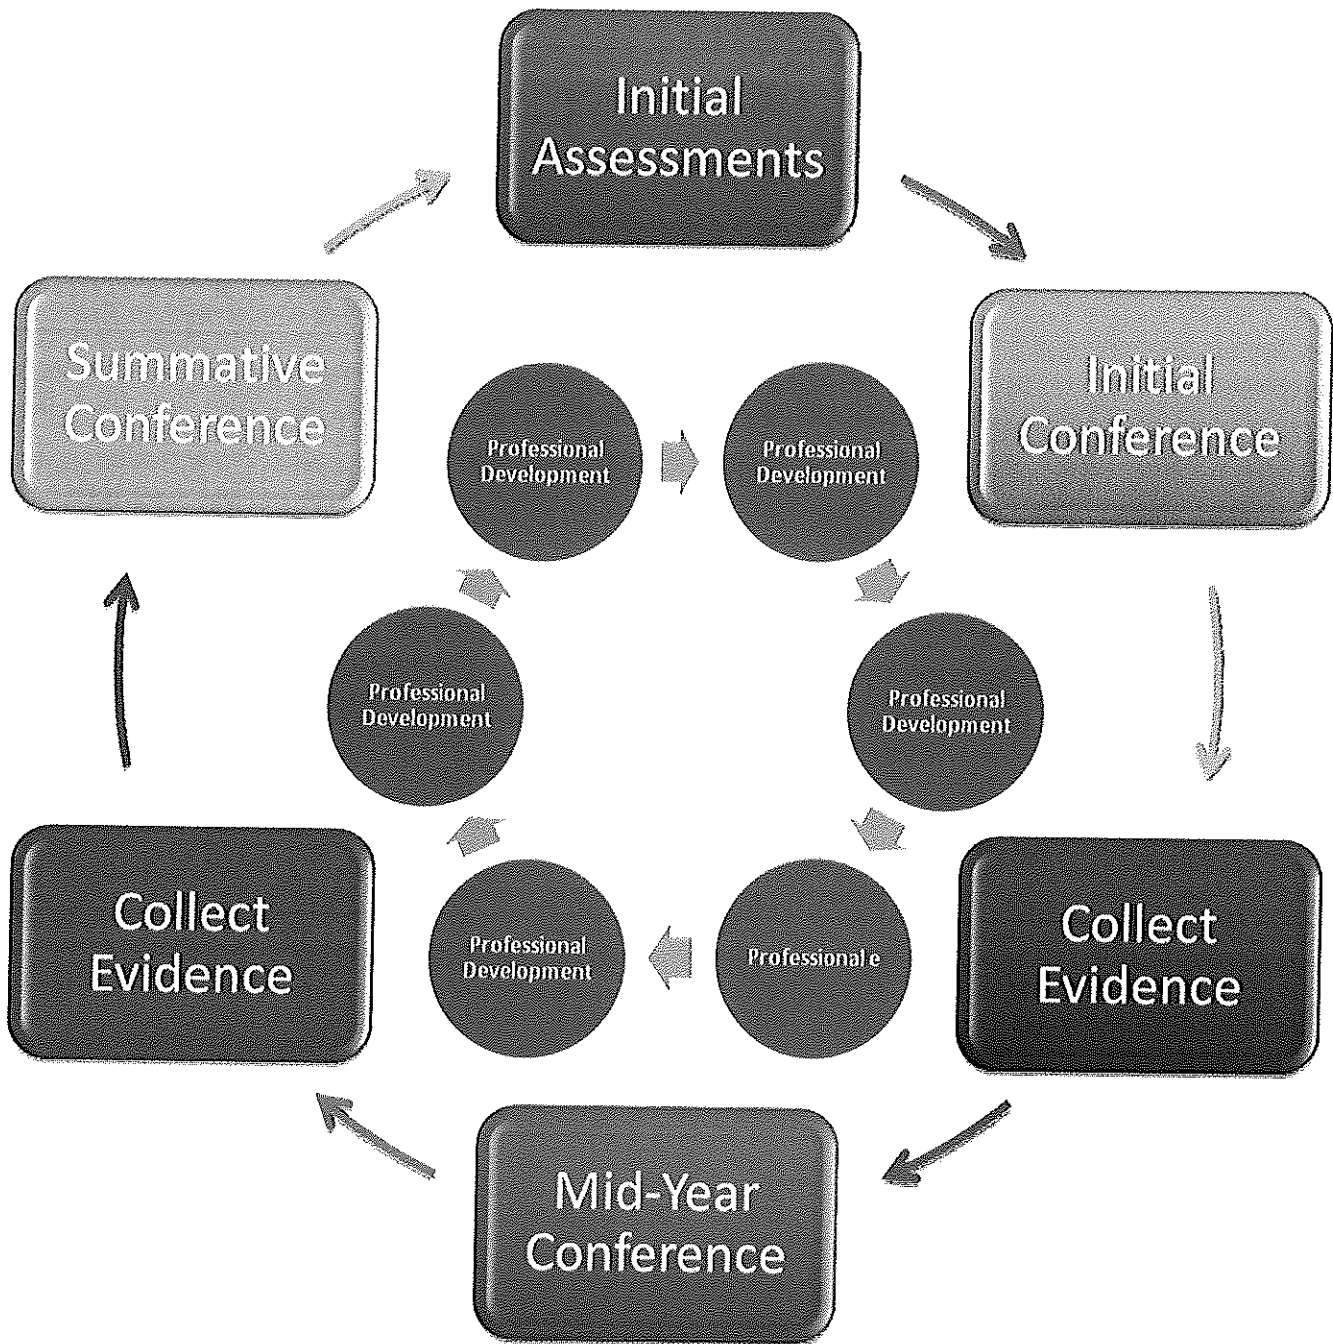 Initial
Assessments
Initial
Conference
Collect
Evidence
Mid-Year
Conference
Collect
Evidence
Summative
Conference
Professional
Development
Professional
Development
Professional
Development
Professional e
Professional
Development
Professional
Development